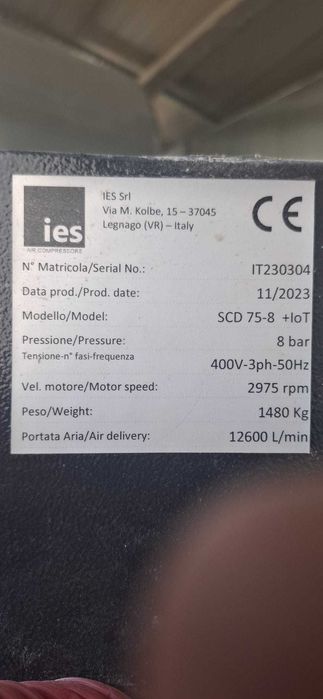 ies
AIR COMPRESSORS
IES Srl
Via M. Kolbe, 15 – 37045
Legnago (VR) – Italy
CE
N° Matricola/Serial No.: IT230304
Data prod./Prod. date: 11/2023
Modello/Model: SCD 75-8 +IoT
Pressione/Pressure: 8 bar
Tensione-n° fasi-frequenza 400V-3ph-50Hz
Vel. motore/Motor speed: 2975 rpm
Peso/Weight: 1480 Kg
Portata Aria/Air delivery: 12600 L/min